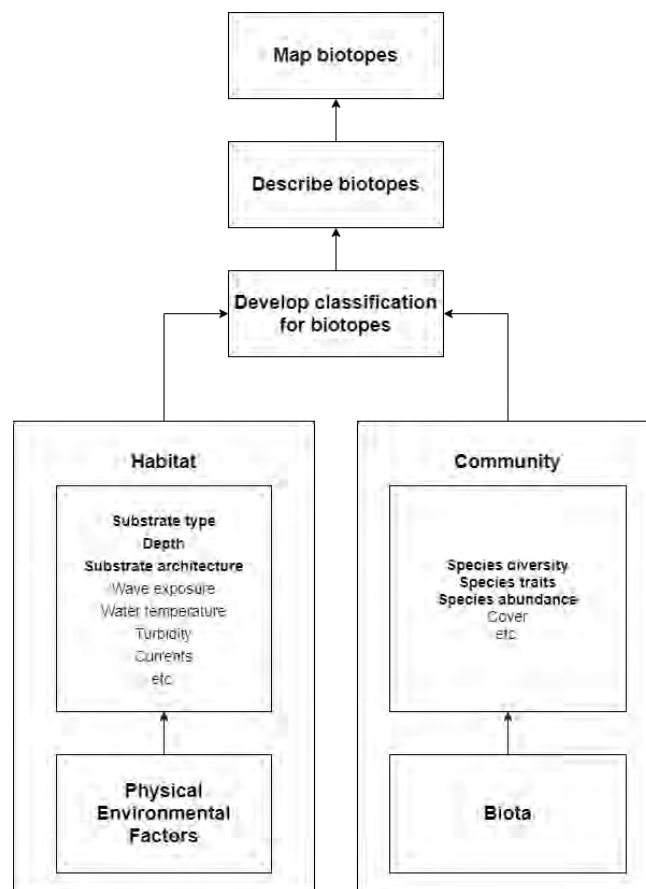 Map biotopes
Describe biotopes
Develop classification
for biotopes
Habitat
Substrate type
Depth
Substrate architecture
Wave exposure
Water temperature
Turbidity
Currents
etc
Physical
Environmental
Factors
Community
Species diversity
Species traits
Species abundance
Cover
etc
Biota